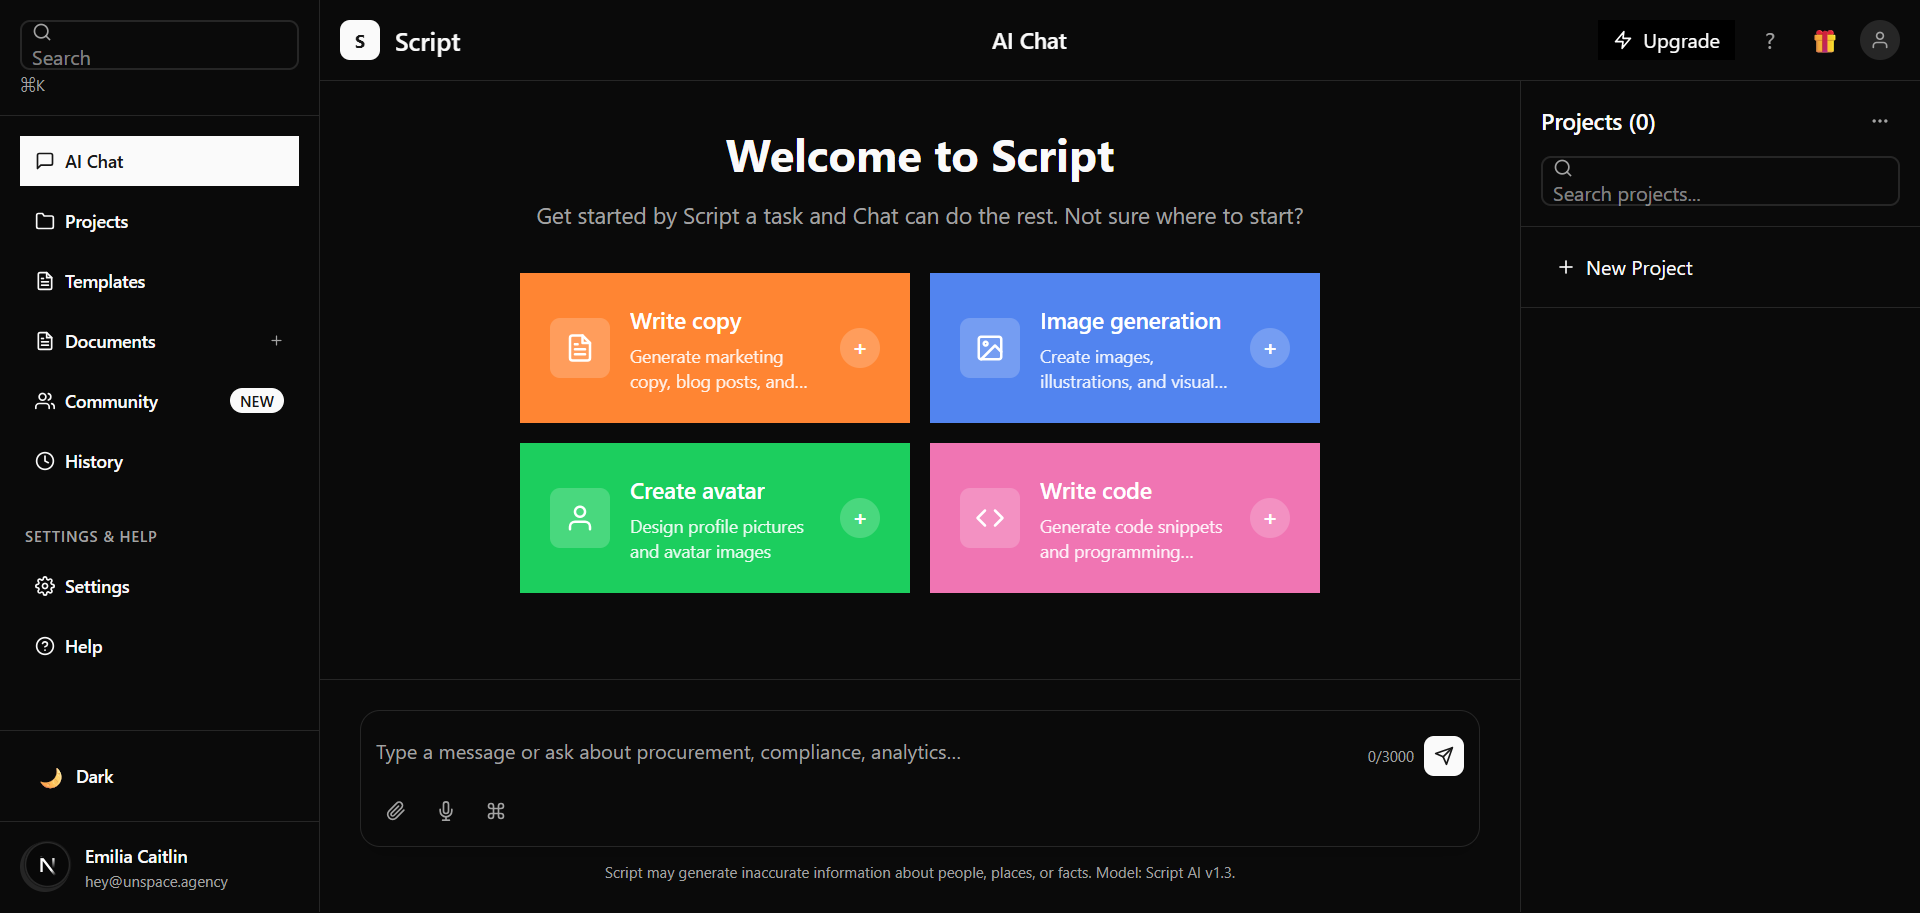 Search
⌘K
AI Chat
Projects
Templates
Documents
Community
NEW
History
SETTINGS & HELP
Settings
Help
Dark
N
Emilia Caitlin
hey@unspace.agency
S
Script
AI Chat
Upgrade
?
Welcome to Script
Get started by Script a task and Chat can do the rest. Not sure where to start?
Write copy
Generate marketing
copy, blog posts, and...
+
Image generation
Create images,
illustrations, and visual...
+
Create avatar
Design profile pictures
and avatar images
+
Write code
Generate code snippets
and programming...
+
Type a message or ask about procurement, compliance, analytics...
0/3000
Script may generate inaccurate information about people, places, or facts. Model: Script AI v1.3.
Projects (0)
Search projects...
+ New Project